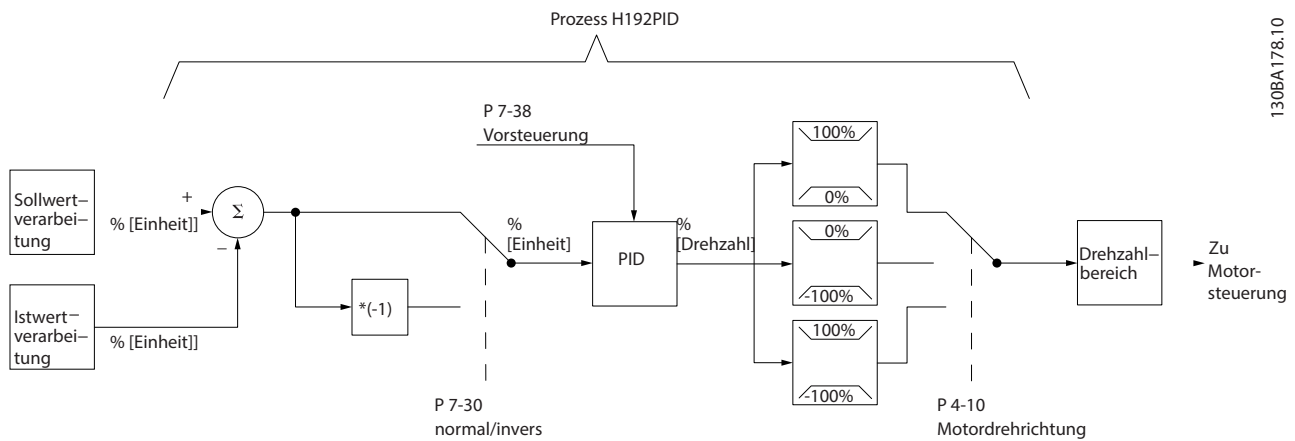 Prozess H192PID
130BA178.10
P 7-38
Vorsteuerung
100%
0%
Sollwert–
verarbei–
tung
% [Einheit]]
+
–
Σ
%
[Einheit]
PID
%
[Drehzahl]
0%
-100%
Drehzahl–
bereich
Zu
Motor-
steuerung
*(-1)
Istwert–
verarbei–
tung
% [Einheit]]
100%
-100%
P 7-30
normal/invers
P 4-10
Motordrehrichtung